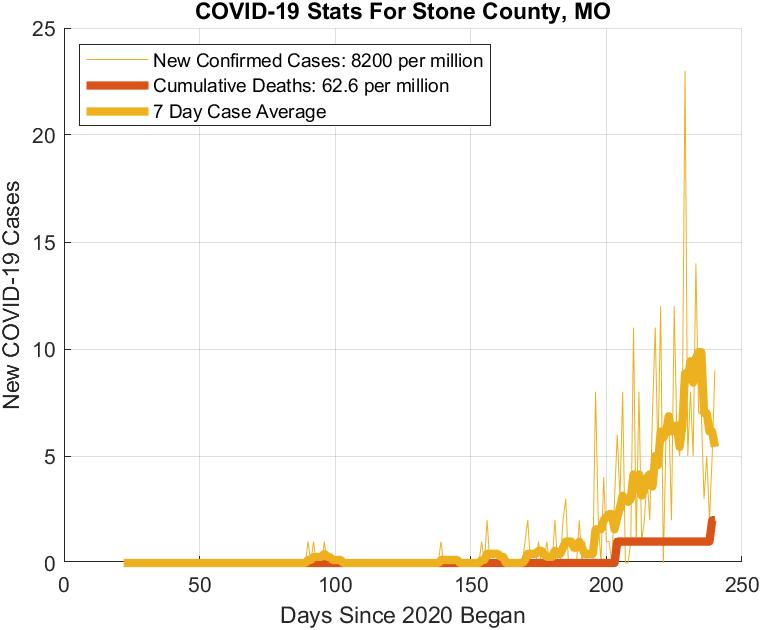 COVID-19 Stats For Stone County, MO
New Confirmed Cases: 8200 per million
Cumulative Deaths: 62.6 per million
7 Day Case Average
New COVID-19 Cases
25
20
15
10
5
0
0 50 100 150 200 250
Days Since 2020 Began